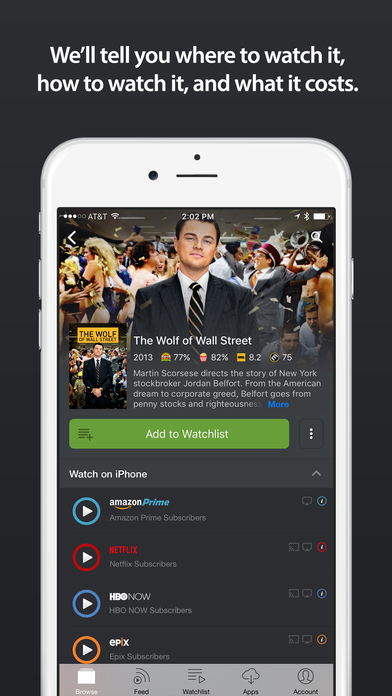 We’ll tell you where to watch it,
how to watch it, and what it costs.
AT&T 2:02 PM
THE WOLF
OF WALL STREET
The Wolf of Wall Street
2013 77% 82% 8.2 75
Martin Scorsese directs the story of New York
stockbroker Jordan Belfort. From the American
dream to corporate greed, Belfort goes from
penny stocks and righteousness More
Add to Watchlist
Watch on iPhone
amazonPrime
Amazon Prime Subscribers
NETFLIX
Netflix Subscribers
HBO NOW
HBO NOW Subscribers
epix
Epix Subscribers
Browse Feed Watchlist Apps Account